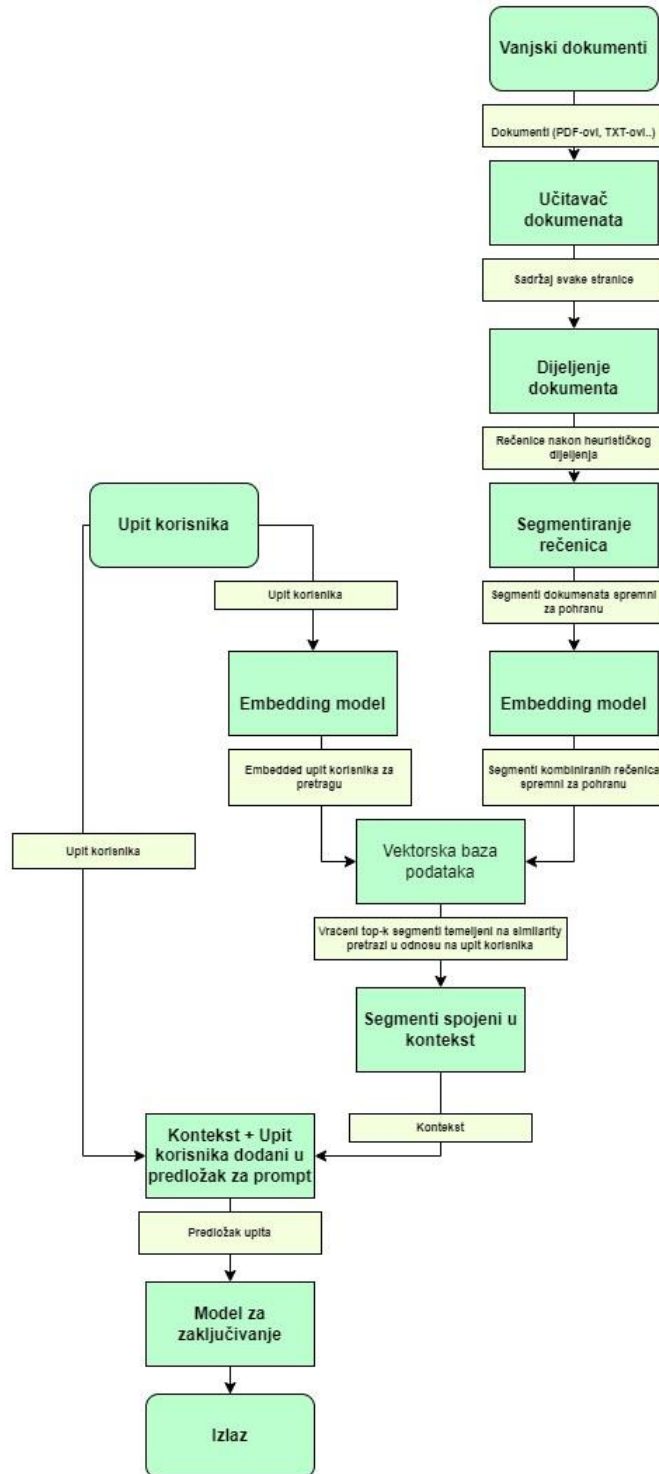 Vanjski dokumenti
Dokumenti (PDF-ovi, TXT-ovi..)
Učitavač
dokumenata
Sadržaj svake stranice
Dijeljenje
dokumenta
Rečenice nakon heurističkog
dijeljenja
Upit korisnika
Segmentiranje
rečenica
Upit korisnika
Segmenti dokumenata spremni
za pohranu
Embedding model
Embedding model
Embedded upit korisnika za
pretragu
Segmenti kombiniranih rečenica
spremni za pohranu
Upit korisnika
Vektorska baza
podataka
Vraćeni top-k segmenti temeljeni na similarity
pretrazi u odnosu na upit korisnika
Segmenti spojeni u
kontekst
Kontekst
Kontekst + Upit
korisnika dodani u
predložak za prompt
Predložak upita
Model za
zaključivanje
Izlaz